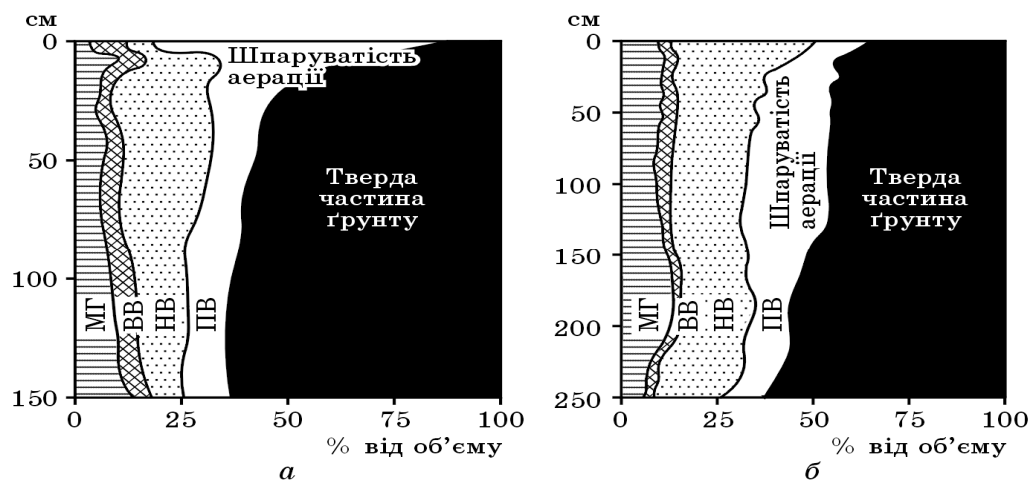 см
0
50
100
150
Шпаруватість
аерації
Тверда
частина
ґрунту
МГ
ВВ
НВ
ПВ
0 25 50 75 100
% від об’єму
а
см
0
50
100
150
200
250
Шпаруватість
аерації
Тверда
частина
ґрунту
МГ
ВВ
НВ
ПВ
0 25 50 75 100
% від об’єму
б